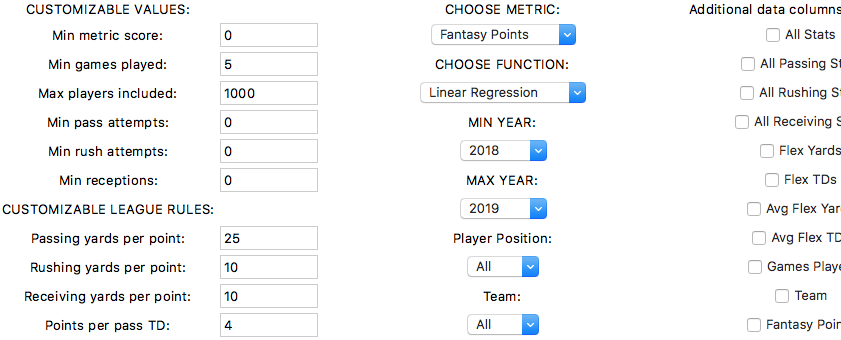 CUSTOMIZABLE VALUES:
Min metric score: 0
Min games played: 5
Max players included: 1000
Min pass attempts: 0
Min rush attempts: 0
Min receptions: 0
CUSTOMIZABLE LEAGUE RULES:
Passing yards per point: 25
Rushing yards per point: 10
Receiving yards per point: 10
Points per pass TD: 4
CHOOSE METRIC:
Fantasy Points
CHOOSE FUNCTION:
Linear Regression
MIN YEAR:
2018
MAX YEAR:
2019
Player Position:
All
Team:
All
Additional data columns
All Stats
All Passing St
All Rushing St
All Receiving S
Flex Yards
Flex TDs
Avg Flex Yar
Avg Flex TD
Games Playe
Team
Fantasy Poin